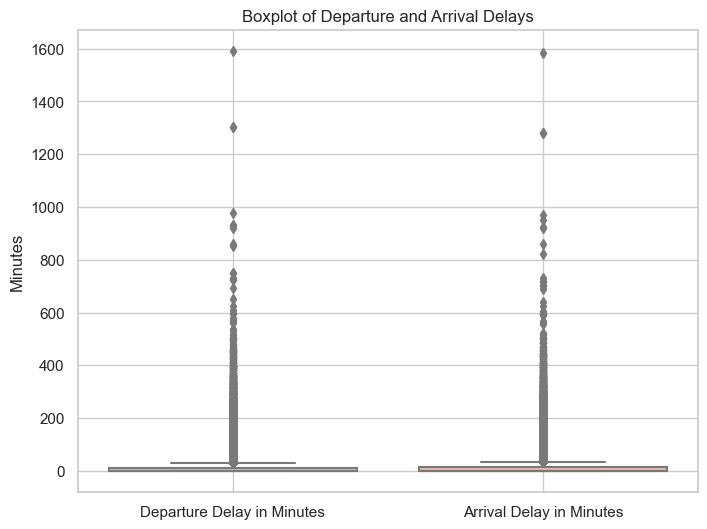 Boxplot of Departure and Arrival Delays
1600
1400
1200
1000
800
600
400
200
0
Minutes
Departure Delay in Minutes
Arrival Delay in Minutes